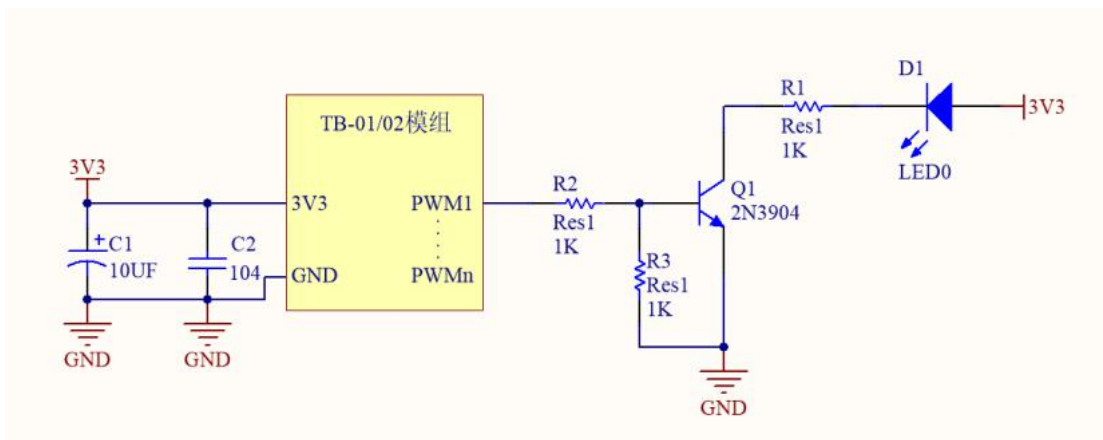 3V3
C1
10UF
C2
104
GND
GND
TB-01/02模组
3V3
PWM1
GND
PWMn
R2
Res1
1K
R3
Res1
1K
Q1
2N3904
GND
R1
Res1
1K
D1
LED0
3V3